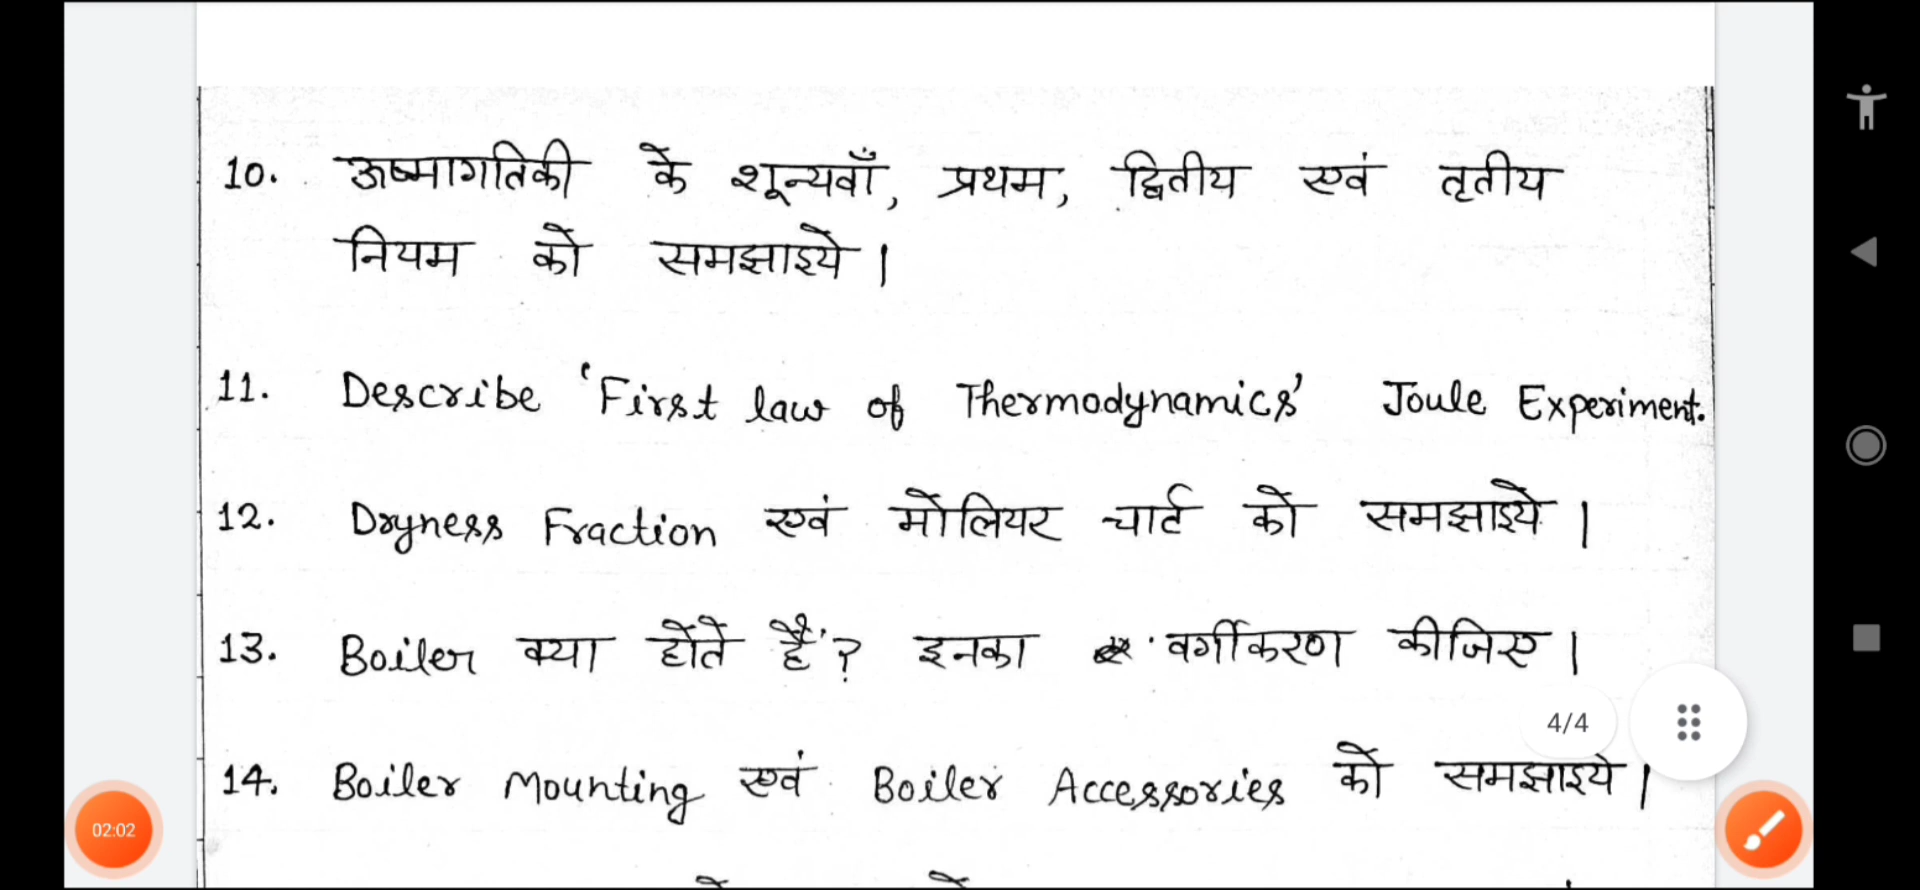 10. ऊष्मागतिकी के शून्यवाँ, प्रथम, द्वितीय एवं तृतीय
नियम को समझाइये।
11. Describe 'First law of Thermodynamics' Joule Experiment.
12. Dryness Fraction एवं मोलियर चार्ट को समझाइये।
13. Boiler क्या होते हैं? इनका वर्गीकरण कीजिए।
4/4
14. Boiler Mounting एवं Boiler Accessories को समझाइये।
02:02